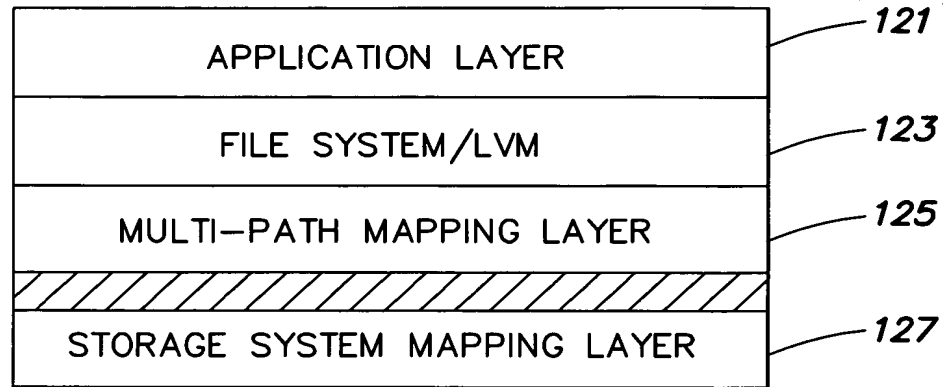 APPLICATION LAYER 121
FILE SYSTEM/LVM 123
MULTI-PATH MAPPING LAYER 125
STORAGE SYSTEM MAPPING LAYER 127